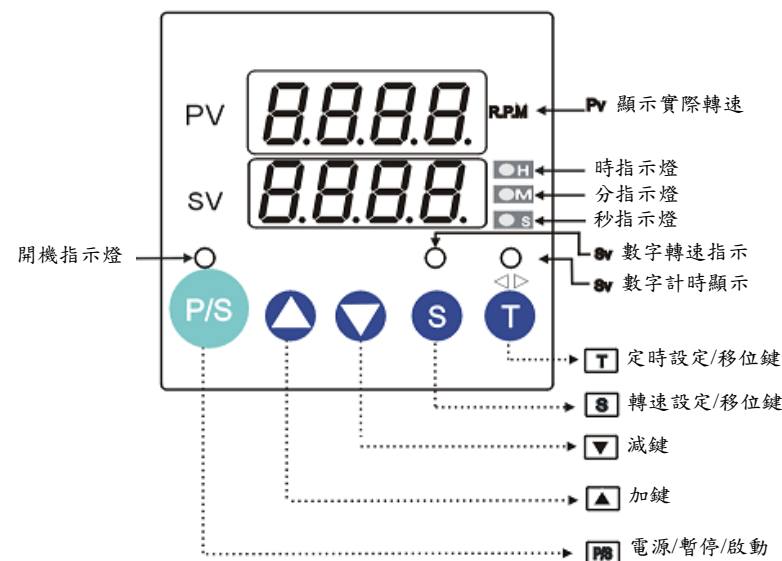 PV 8.8.8.8. R.P.M Pv 顯示實際轉速
H 時指示燈
SV 8.8.8.8. M 分指示燈
S 秒指示燈
開機指示燈 Sv 數字轉速指示
Sv 數字計時顯示
P/S S T
T 定時設定/移位鍵
S 轉速設定/移位鍵
▼ 減鍵
▲ 加鍵
P/S 電源/暫停/啟動